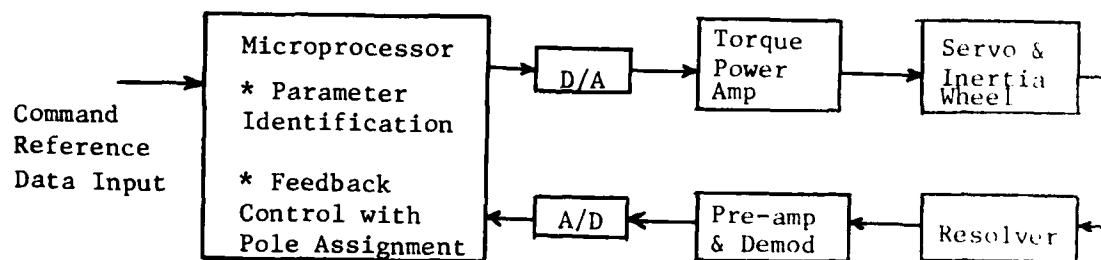 Command
Reference
Data Input
Microprocessor
* Parameter
Identification
* Feedback
Control with
Pole Assignment
D/A
Torque
Power
Amp
Servo &
Inertia
Wheel
A/D
Pre-amp
& Demod
Resolver